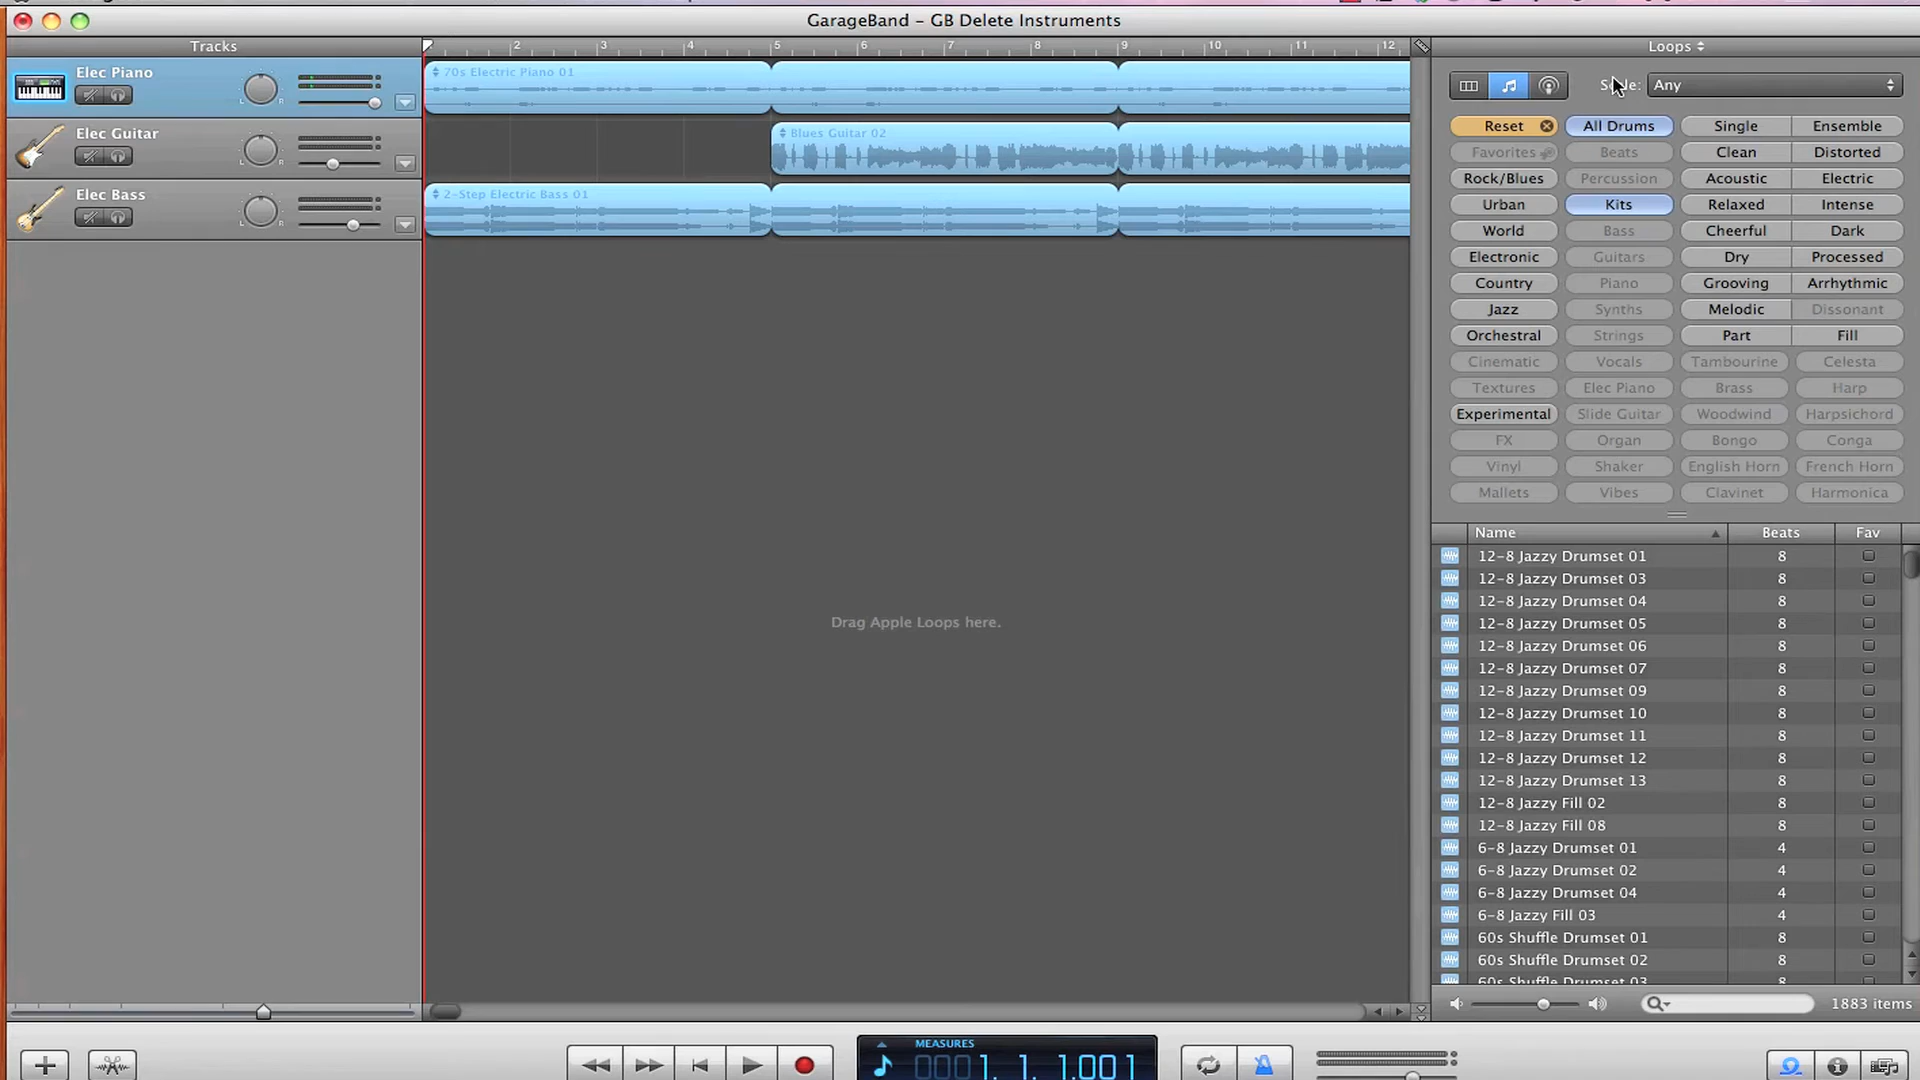 GarageBand – GB Delete Instruments
Tracks
2 3 4 5 6 7 8 9 10 11 12
Loops
Elec Piano
L R
70s Electric Piano 01
Elec Guitar
L R
Blues Guitar 02
Elec Bass
L R
2-Step Electric Bass 01
Drag Apple Loops here.
Any
Reset All Drums Single Ensemble
Favorites Beats Clean Distorted
Rock/Blues Percussion Acoustic Electric
Urban Kits Relaxed Intense
World Bass Cheerful Dark
Electronic Guitars Dry Processed
Country Piano Grooving Arrhythmic
Jazz Synths Melodic Dissonant
Orchestral Strings Part Fill
Cinematic Vocals Tambourine Celesta
Textures Elec Piano Brass Harp
Experimental Slide Guitar Woodwind Harpsichord
FX Organ Bongo Conga
Vinyl Shaker English Horn French Horn
Mallets Vibes Clavinet Harmonica
Name Beats Fav
12-8 Jazzy Drumset 01 8
12-8 Jazzy Drumset 03 8
12-8 Jazzy Drumset 04 8
12-8 Jazzy Drumset 05 8
12-8 Jazzy Drumset 06 8
12-8 Jazzy Drumset 07 8
12-8 Jazzy Drumset 09 8
12-8 Jazzy Drumset 10 8
12-8 Jazzy Drumset 11 8
12-8 Jazzy Drumset 12 8
12-8 Jazzy Drumset 13 8
12-8 Jazzy Fill 02 8
12-8 Jazzy Fill 08 8
6-8 Jazzy Drumset 01 4
6-8 Jazzy Drumset 02 4
6-8 Jazzy Drumset 04 4
6-8 Jazzy Fill 03 4
60s Shuffle Drumset 01 8
60s Shuffle Drumset 02 8
60s Shuffle Drumset 03 8
1883 items
MEASURES
0001. 1. 1.001